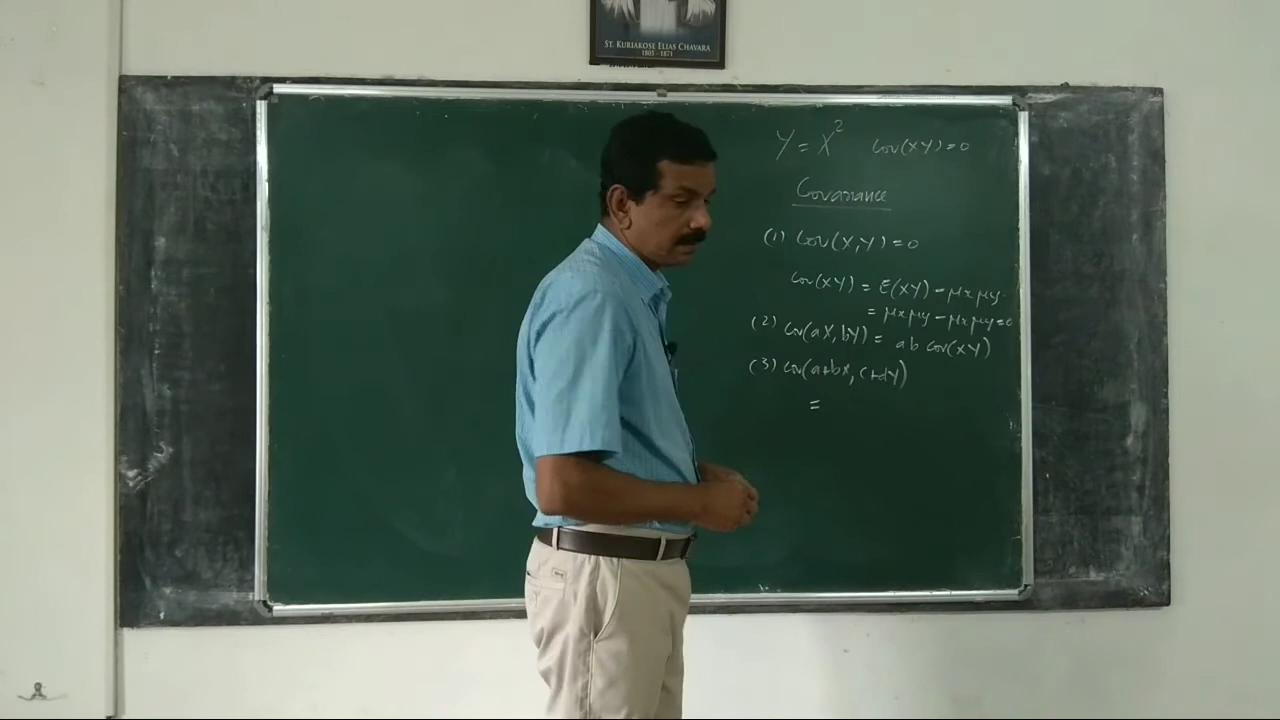 ST. KURIAKOSE ELIAS CHAVARA
1805 - 1871
Y = X² Cov(XY) = 0
Covariance
(1) Cov(X,Y) = 0
Cov(XY) = E(XY) - μx μy.
= μx μy - μx μy = 0
(2) Cov(aX, bY) = ab Cov(XY)
(3) Cov(a+bX, c+dY)
=